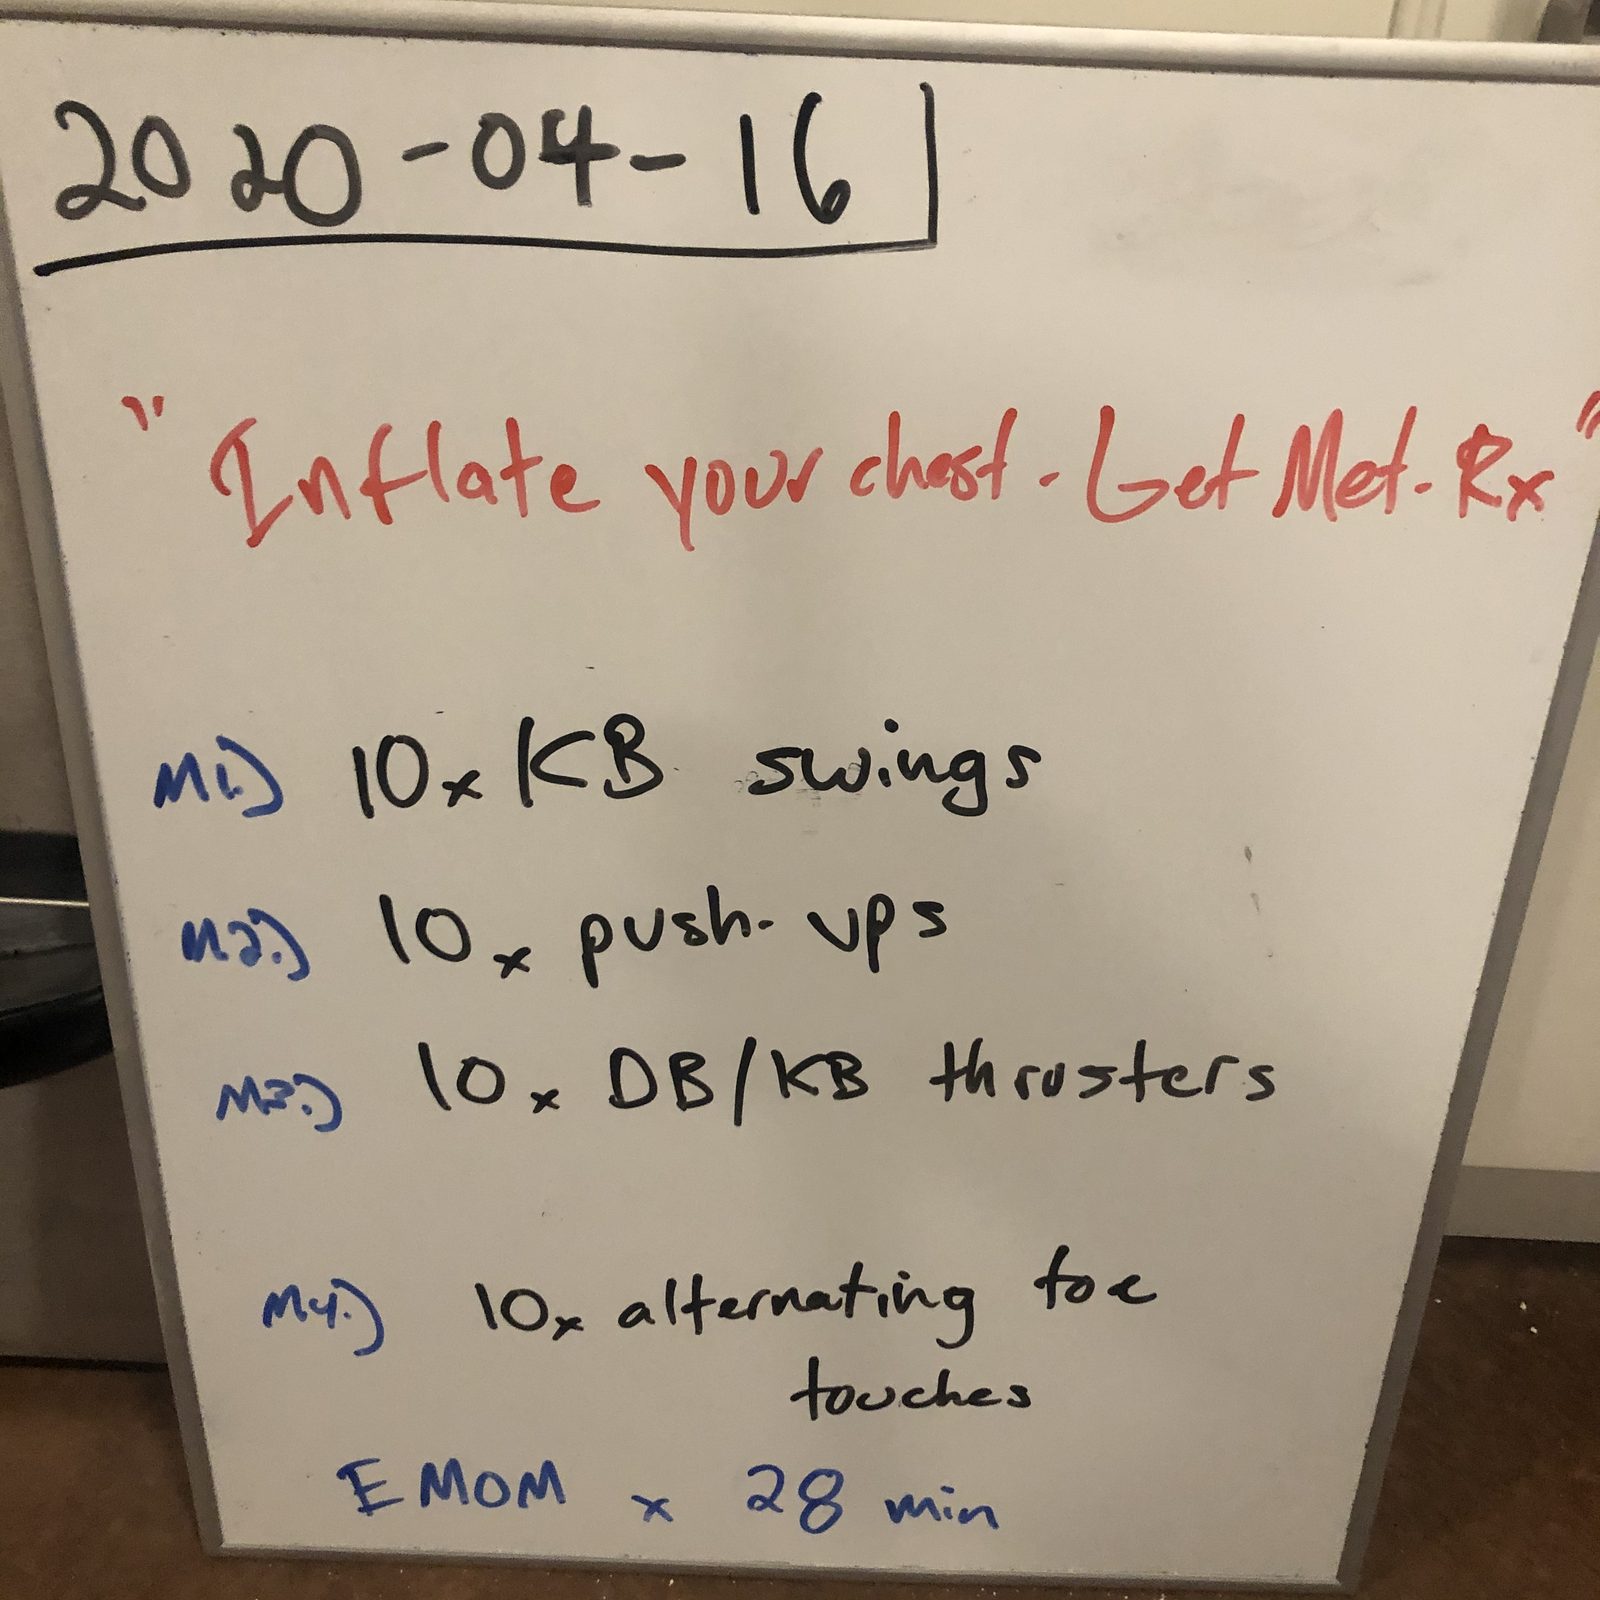 2020-04-16
"Inflate your chest. Get Met-Rx"
M1.) 10x KB swings
M2.) 10x push-ups
M3.) 10x DB/KB thrusters
M4.) 10x alternating toe
touches
EMOM x 28 min